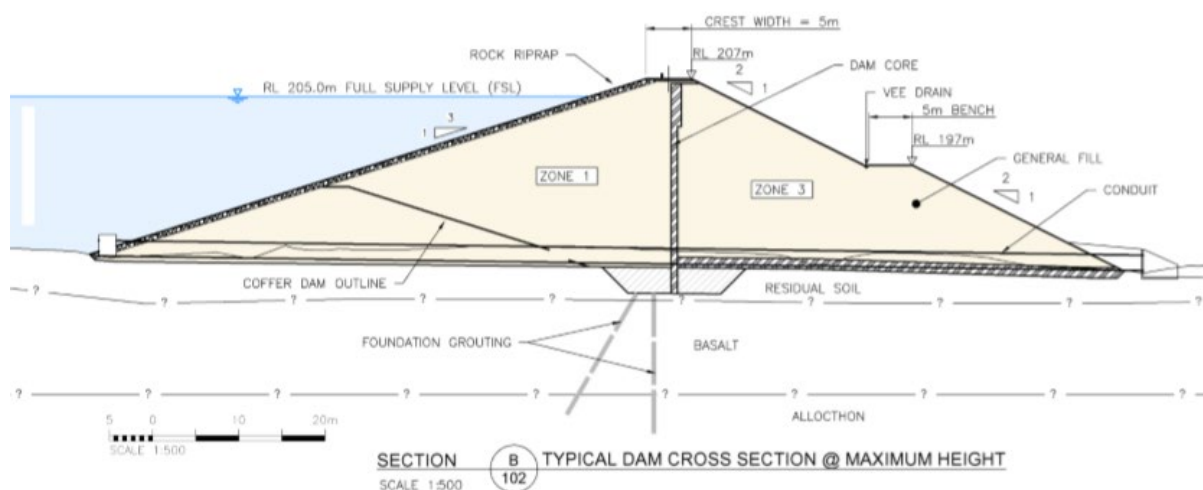 CREST WIDTH = 5m
ROCK RIPRAP
RL 207m
2
1
DAM CORE
RL 205.0m FULL SUPPLY LEVEL (FSL)
VEE DRAIN
5m BENCH
3
1
RL 197m
GENERAL FILL
ZONE 1
ZONE 3
2
1
CONDUIT
COFFER DAM OUTLINE
RESIDUAL SOIL
? ? ? ? ? ? ? ? ? ?
FOUNDATION GROUTING
BASALT
? ? ? ? ? ? ? ? ? ?
ALLOCTHON
5 0 10 20m
SCALE 1:500
SECTION B TYPICAL DAM CROSS SECTION @ MAXIMUM HEIGHT
102
SCALE 1:500